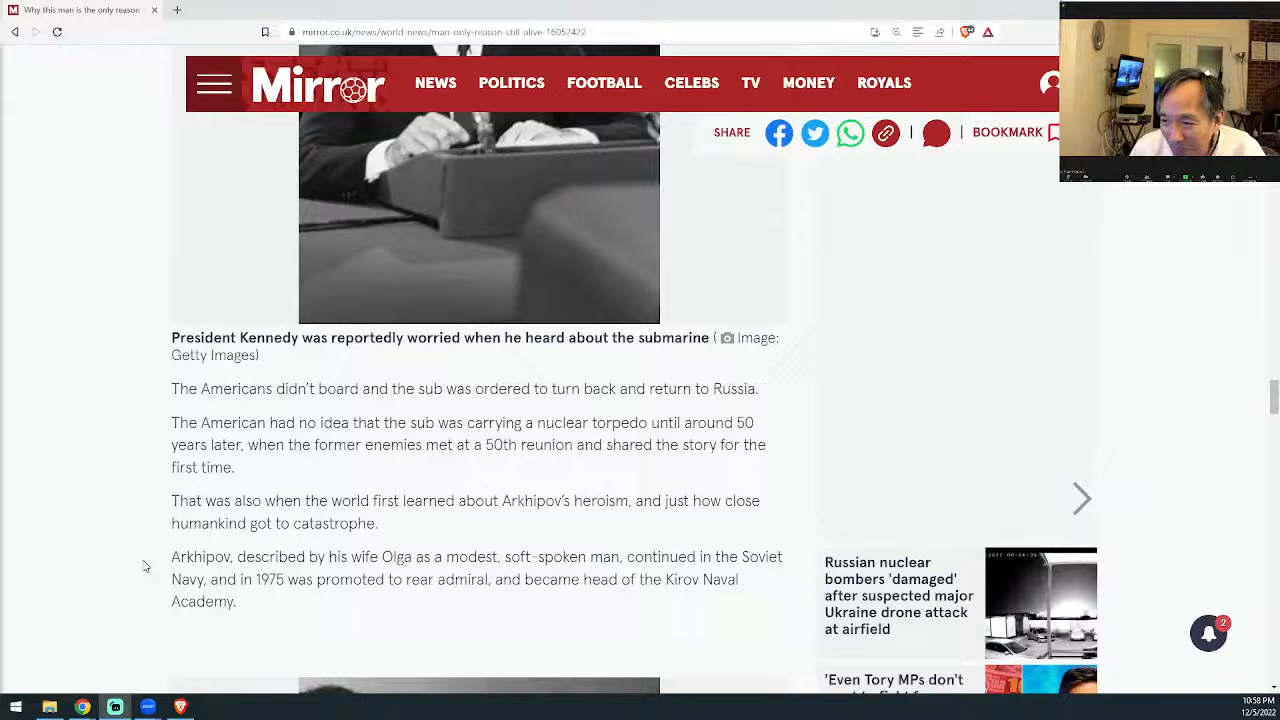 Why this man is the only reason
mirror.co.uk/news/world-news/man-only-reason-still-alive-
Mirror NEWS POLITICS FOOTBALL CELEBS TV MONEY ROYALS
SHARE BOOKMARK
President Kennedy was reportedly worried when he heard about the submarine ( Image:
Getty Images)
The Americans didn't board and the sub was ordered to turn back and return to Russia.
The American had no idea that the sub was carrying a nuclear torpedo until around 50
years later, when the former enemies met at a 50th reunion and shared the story for the
first time.
That was also when the world first learned about Arkhipov's heroism, and just how close
humankind got to catastrophe.
Arkhipov, described by his wife Olga as a modest, soft-spoken man, continued in the Soviet
Navy, and in 1975 was promoted to rear admiral, and became head of the Kirov Naval
Academy.
Russian nuclear
bombers 'damaged'
after suspected major
Ukraine drone attack
at airfield
'Even Tory MPs don't
2
10:58 PM
12/5/2022